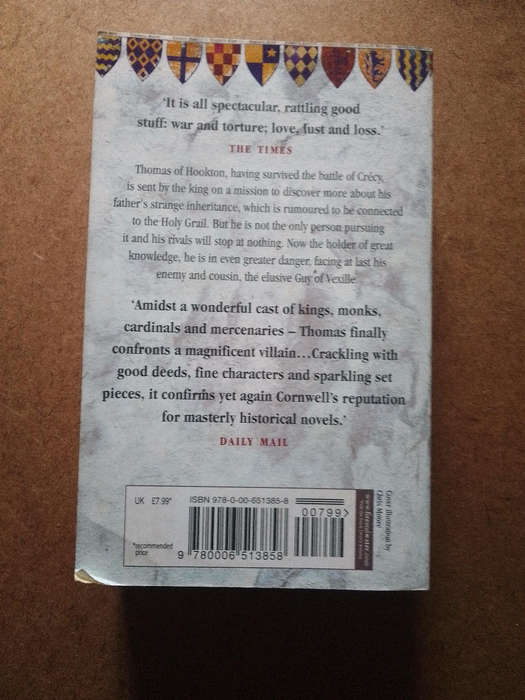 'It is all spectacular, rattling good
stuff: war and torture; love, lust and loss.'
THE TIMES
Thomas of Hookton, having survived the battle of Crécy,
is sent by the king on a mission to discover more about his
father's strange inheritance, which is rumoured to be connected
to the Holy Grail. But he is not the only person pursuing
it and his rivals will stop at nothing. Now the holder of great
knowledge, he is in even greater danger, facing at last his
enemy and cousin, the elusive Guy of Vexille
'Amidst a wonderful cast of kings, monks,
cardinals and mercenaries – Thomas finally
confronts a magnificent villain...Crackling with
good deeds, fine characters and sparkling set
pieces, it confirms yet again Cornwell's reputation
for masterly historical novels.'
DAILY MAIL
UK £7.99*
*recommended
price
ISBN 978-0-00-651385-8
00799>
9 780006 513858
Cover illustration by
Chris Moore